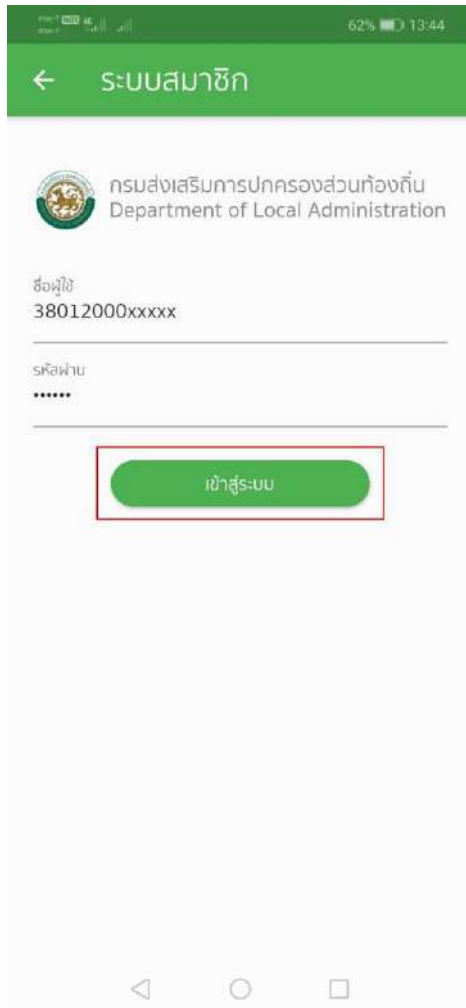 62% 13:44
ระบบสมาชิก
กรมส่งเสริมการปกครองส่วนท้องถิ่น
Department of Local Administration
ชื่อผู้ใช้
38012000xxxxx
รหัสผ่าน
••••••
เข้าสู่ระบบ